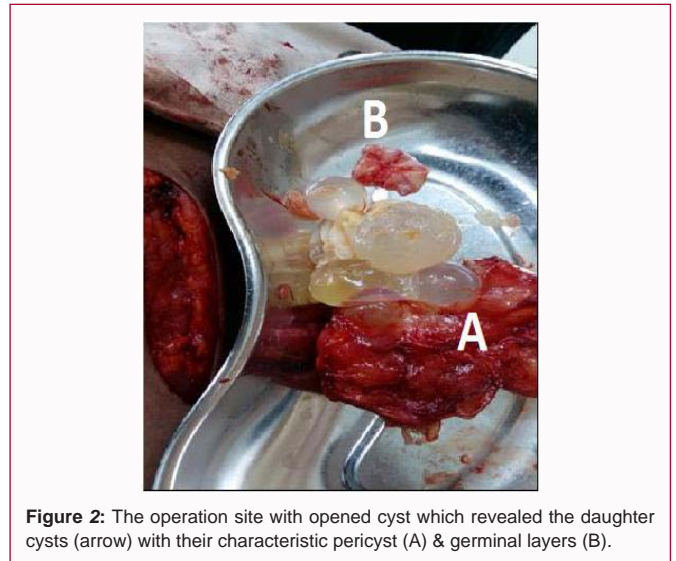 B
A
Figure 2: The operation site with opened cyst which revealed the daughter
cysts (arrow) with their characteristic pericyst (A) & germinal layers (B).